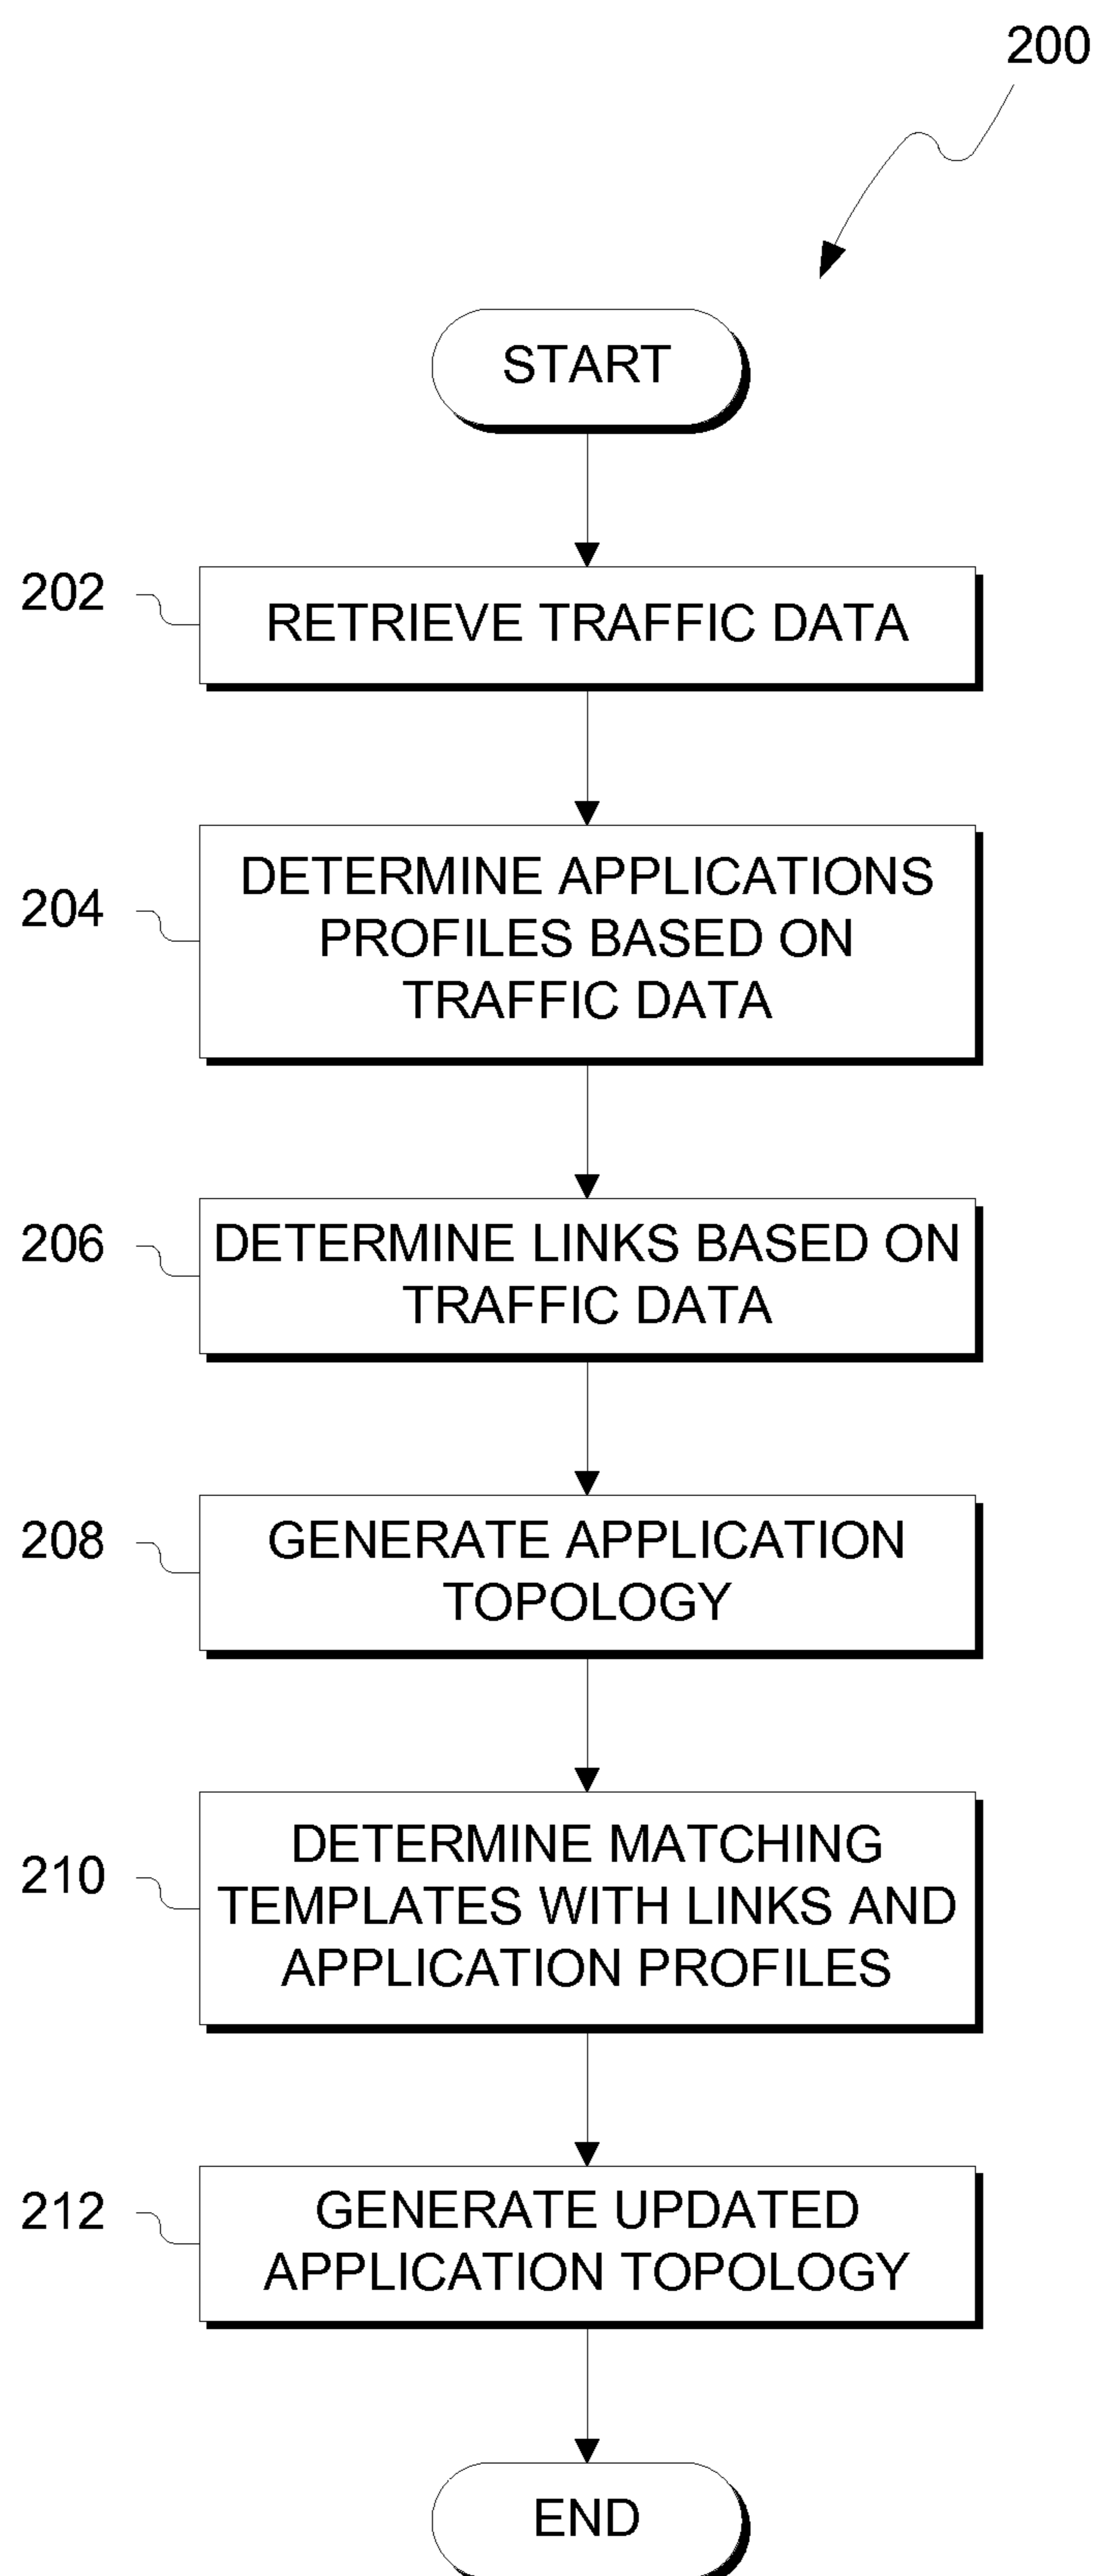 200
START
202
RETRIEVE TRAFFIC DATA
204
DETERMINE APPLICATIONS
PROFILES BASED ON
TRAFFIC DATA
206
DETERMINE LINKS BASED ON
TRAFFIC DATA
208
GENERATE APPLICATION
TOPOLOGY
210
DETERMINE MATCHING
TEMPLATES WITH LINKS AND
APPLICATION PROFILES
212
GENERATE UPDATED
APPLICATION TOPOLOGY
END